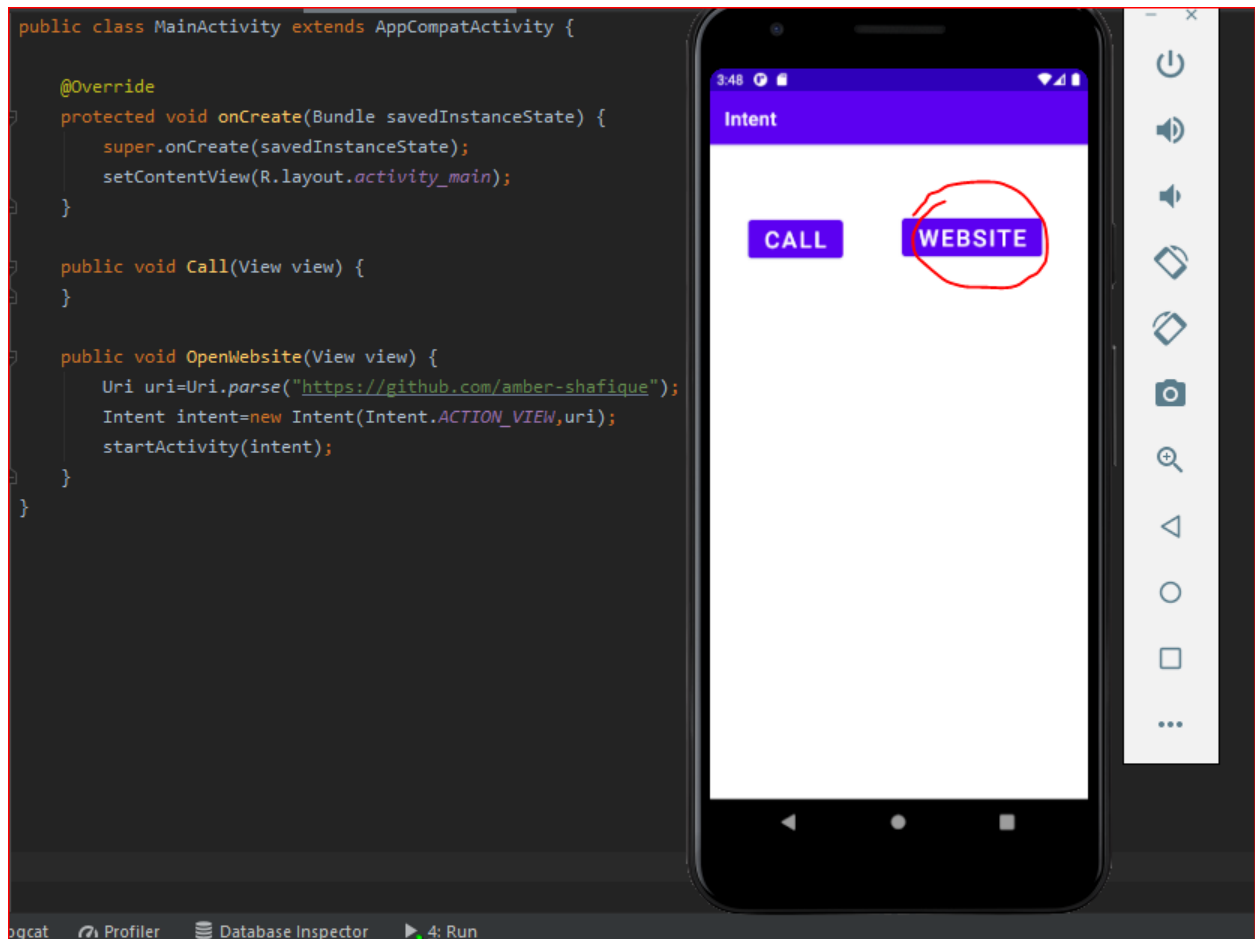 public class MainActivity extends AppCompatActivity {
@Override
protected void onCreate(Bundle savedInstanceState) {
super.onCreate(savedInstanceState);
setContentView(R.layout.activity_main);
}
public void Call(View view) {
}
public void OpenWebsite(View view) {
Uri uri=Uri.parse("https://github.com/amber-shafique");
Intent intent=new Intent(Intent.ACTION_VIEW,uri);
startActivity(intent);
}
}
3:48
Intent
CALL WEBSITE
ogcat Profiler Database Inspector 4: Run